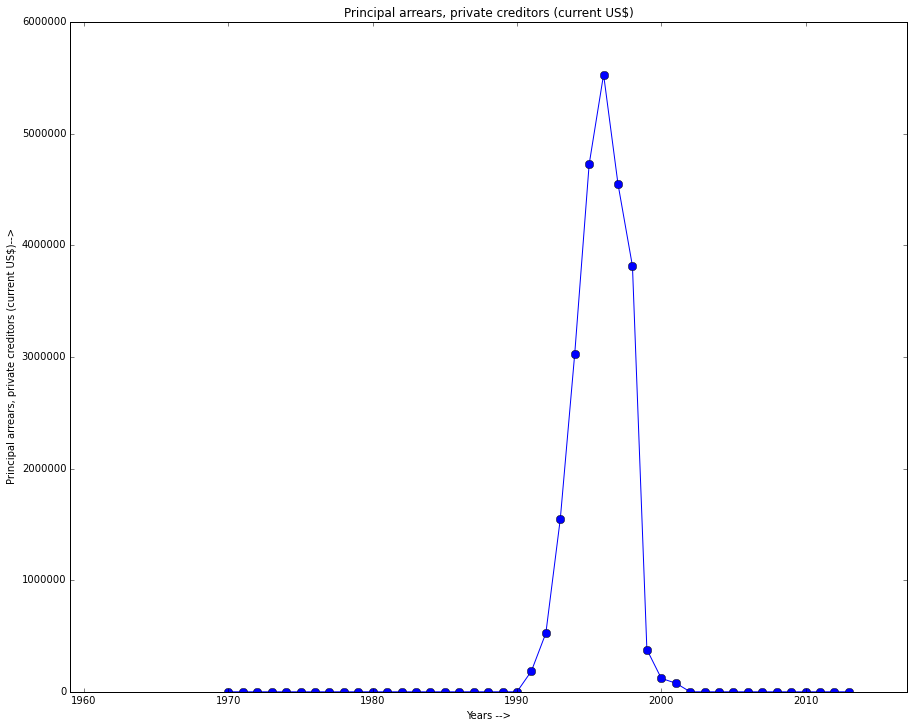 Principal arrears, private creditors (current US$)
6000000
5000000
4000000
3000000
2000000
1000000
0
Principal arrears, private creditors (current US$)-->
1960 1970 1980 1990 2000 2010
Years -->